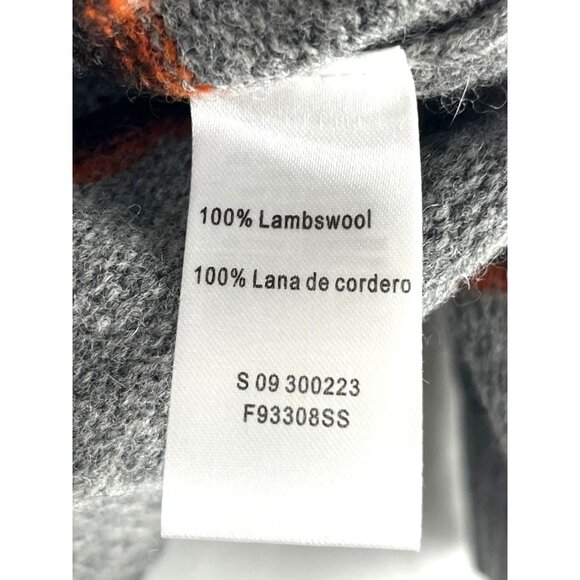 100% Lambswool
100% Lana de cordero
S 09 300223
F93308SS